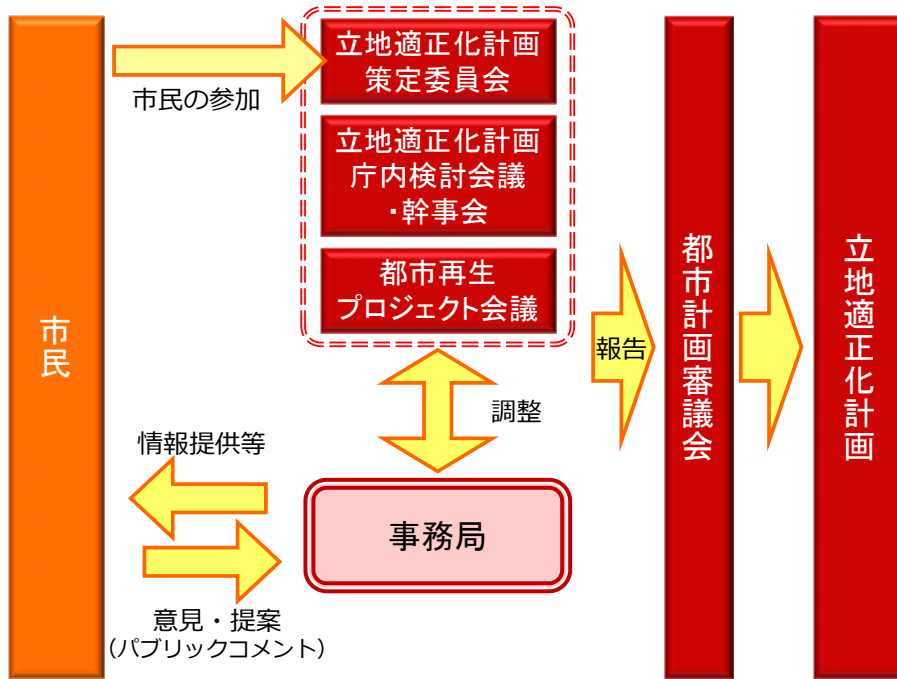 市民
市民の参加
立地適正化計画
策定委員会
立地適正化計画
庁内検討会議
・幹事会
都市再生
プロジェクト会議
調整
事務局
情報提供等
意見・提案
（パブリックコメント）
報告
都市計画審議会
立地適正化計画